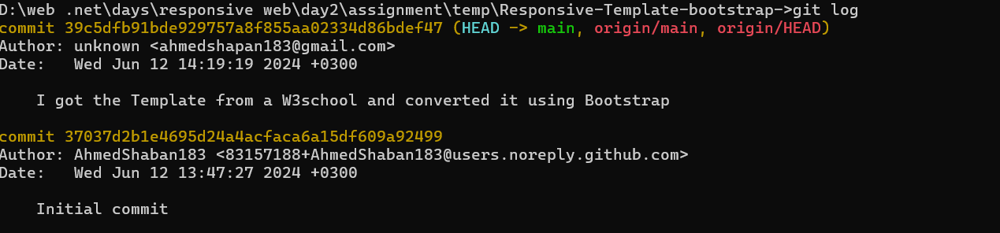 D:\web .net\days\responsive web\day2\assignment\temp\Responsive-Template-bootstrap->git log
commit 39c5dfb91bde929757a8f855aa02334d86bdef47 (HEAD -> main, origin/main, origin/HEAD)
Author: unknown <ahmedshapan183@gmail.com>
Date:   Wed Jun 12 14:19:19 2024 +0300
    I got the Template from a W3school and converted it using Bootstrap
commit 37037d2b1e4695d24a4acfaca6a15df609a92499
Author: AhmedShaban183 <83157188+AhmedShaban183@users.noreply.github.com>
Date:   Wed Jun 12 13:47:27 2024 +0300
    Initial commit